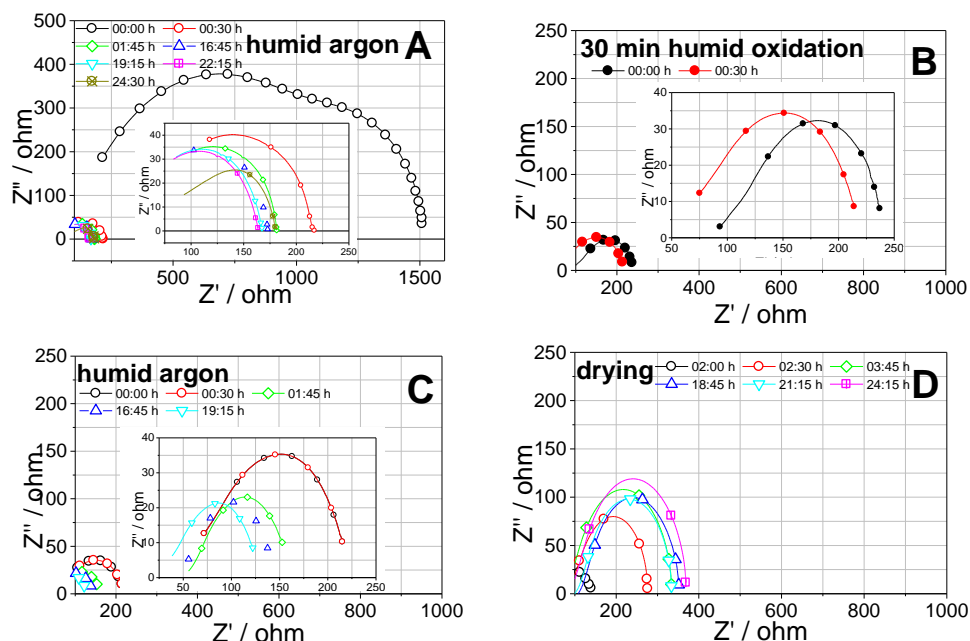 humid argon
A
00:00 h 00:30 h
01:45 h 16:45 h
19:15 h 22:15 h
24:30 h
Z'' / ohm
500
400
300
200
100
0
500 1000 1500
Z' / ohm
Z'' / ohm
40
30
20
10
0
100 150 200 250
30 min humid oxidation
B
00:00 h 00:30 h
Z'' / ohm
250
200
150
100
50
0
200 400 600 800 1000
Z' / ohm
Z'' / ohm
40
30
20
10
0
50 100 150 200 250
humid argon
C
00:00 h 00:30 h 01:45 h
16:45 h 19:15 h
Z'' / ohm
250
200
150
100
50
0
200 400 600 800 1000
Z' / ohm
Z'' / ohm
40
30
20
10
0
50 100 150 200 250
drying
D
02:00 h 02:30 h 03:45 h
18:45 h 21:15 h 24:15 h
Z'' / ohm
250
200
150
100
50
0
200 400 600 800 1000
Z' / ohm